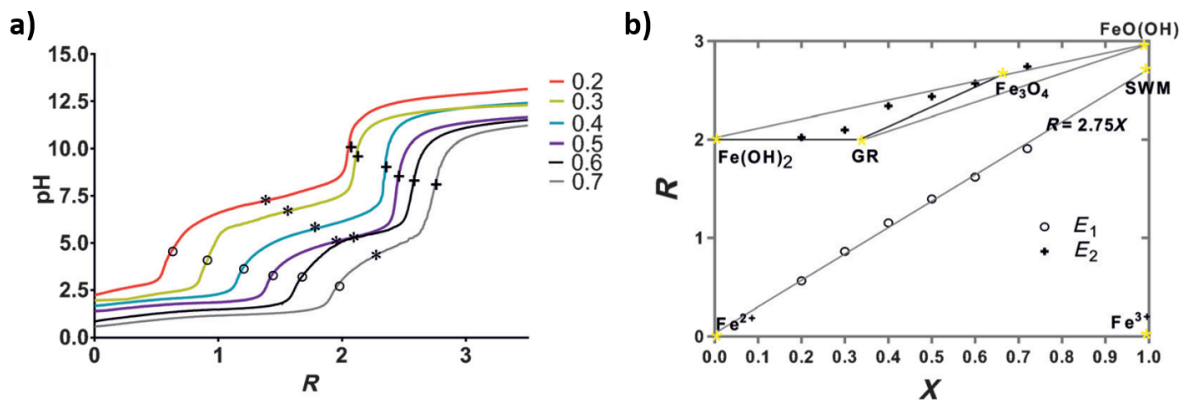 a)
15.0
12.5
10.0
7.5
5.0
2.5
0.0
pH
0 1 2 3
R
0.2
0.3
0.4
0.5
0.6
0.7
b)
FeO(OH)
3
2
1
0
R
Fe₃O₄
SWM
R= 2.75X
Fe(OH)₂
GR
E₁
E₂
Fe²⁺
Fe³⁺
0.0 0.1 0.2 0.3 0.4 0.5 0.6 0.7 0.8 0.9 1.0
X